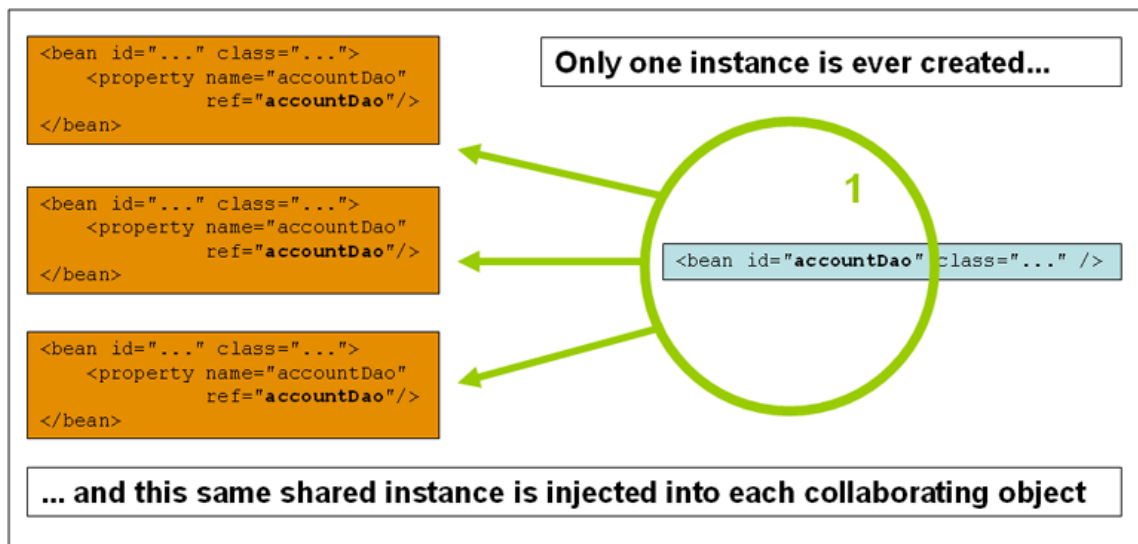 <bean id="..." class="...">
    <property name="accountDao"
              ref="accountDao"/>
</bean>
Only one instance is ever created...
<bean id="..." class="...">
    <property name="accountDao"
              ref="accountDao"/>
</bean>
1
<bean id="accountDao" class="..." />
<bean id="..." class="...">
    <property name="accountDao"
              ref="accountDao"/>
</bean>
... and this same shared instance is injected into each collaborating object